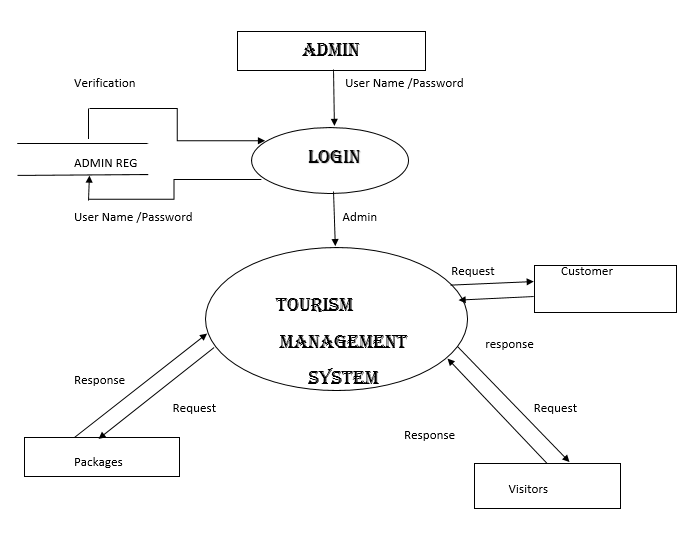 ADMIN
Verification
User Name /Password
ADMIN REG
LOGIN
User Name /Password
Admin
Request
Customer
TOURISM
MANAGEMENT
SYSTEM
response
Response
Request
Request
Response
Packages
Visitors